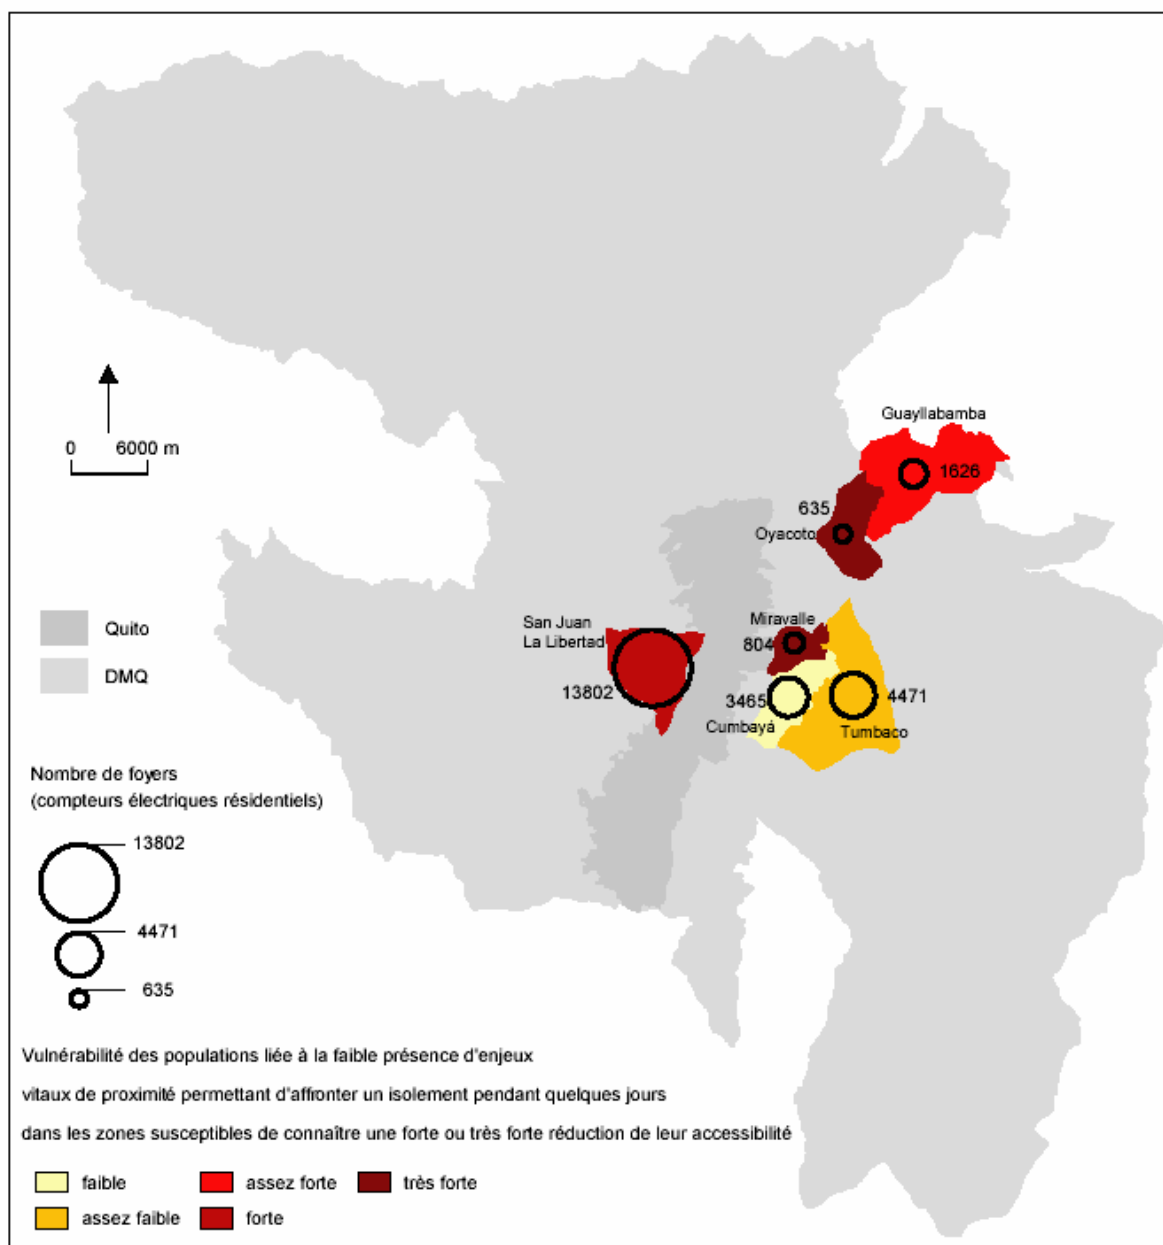 Guayllabamba
0 6000 m
1626
635
Oyacoto
San Juan
La Libertad
Miravalle
804
Quito
DMQ
13802
3465
4471
Cumbayá
Tumbaco
Nombre de foyers
(compteurs électriques résidentiels)
13802
4471
635
Vulnérabilité des populations liée à la faible présence d'enjeux
vitaux de proximité permettant d'affronter un isolement pendant quelques jours
dans les zones susceptibles de connaître une forte ou très forte réduction de leur accessibilité
faible
assez forte
très forte
assez faible
forte